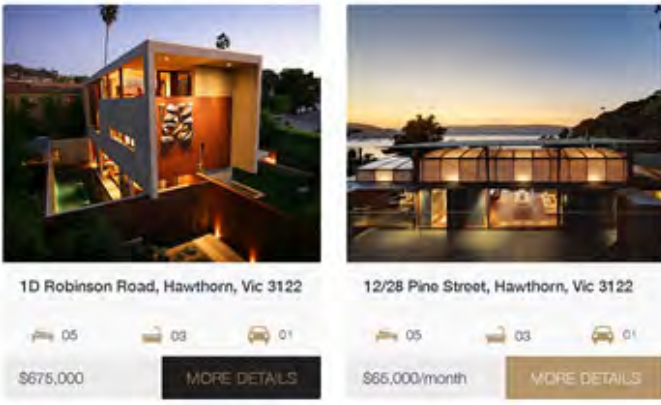 1D Robinson Road, Hawthorn, Vic 3122
05 03 01
$675,000 MORE DETAILS
12/28 Pine Street, Hawthorn, Vic 3122
05 03 01
$65,000/month MORE DETAILS